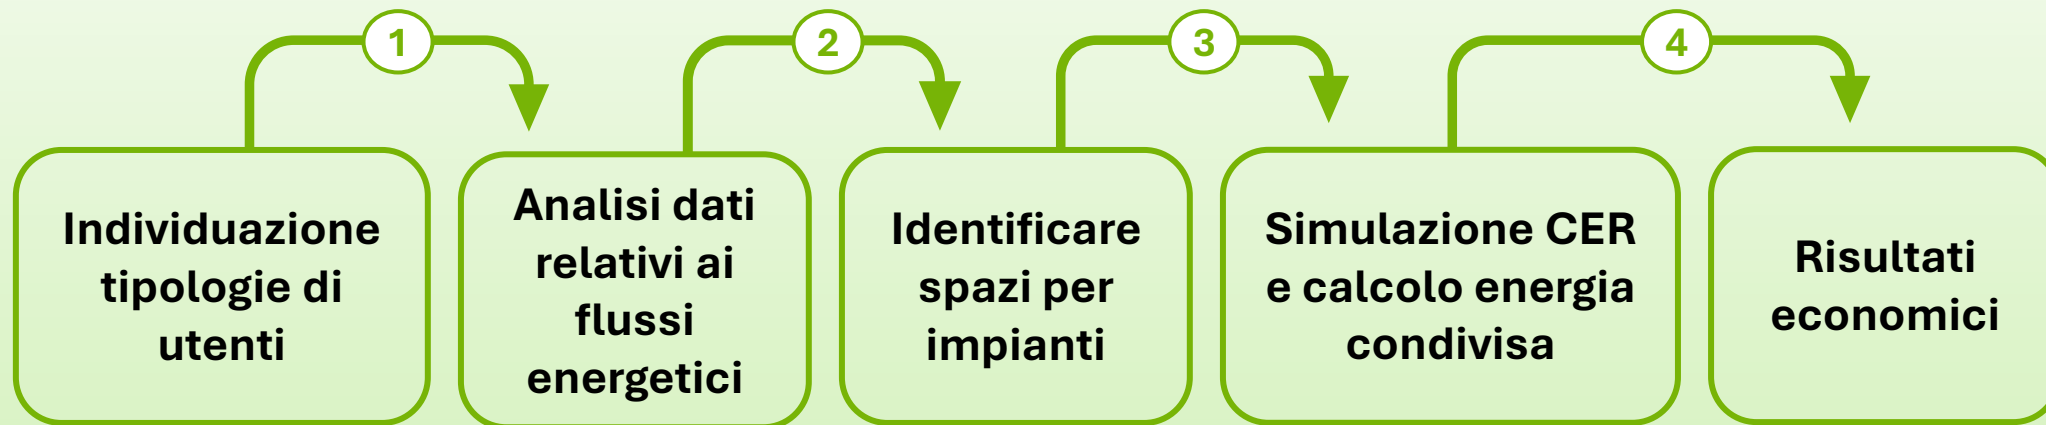 1
2
3
4
Individuazione
tipologie di
utenti
Analisi dati
relativi ai
flussi
energetici
Identificare
spazi per
impianti
Simulazione CER
e calcolo energia
condivisa
Risultati
economici